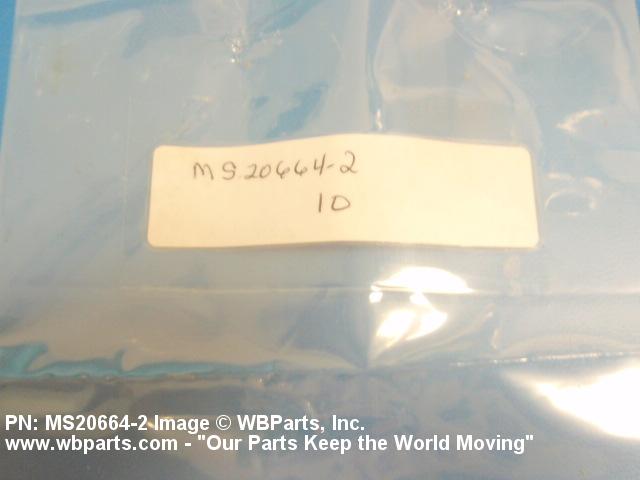 MS20664-2
10
PN: MS20664-2 Image © WBParts, Inc.
www.wbparts.com - "Our Parts Keep the World Moving"